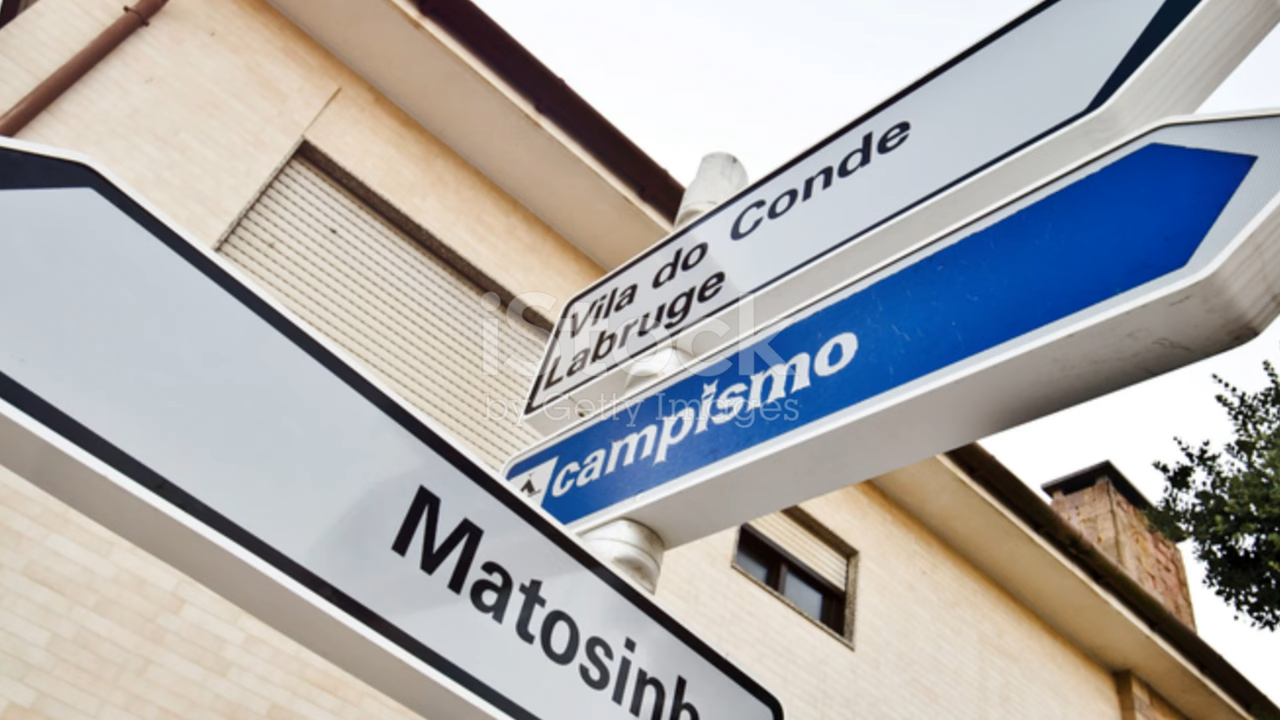 Vila do Conde
Labruge
campismo
Matosinh
iStock
by Getty Images